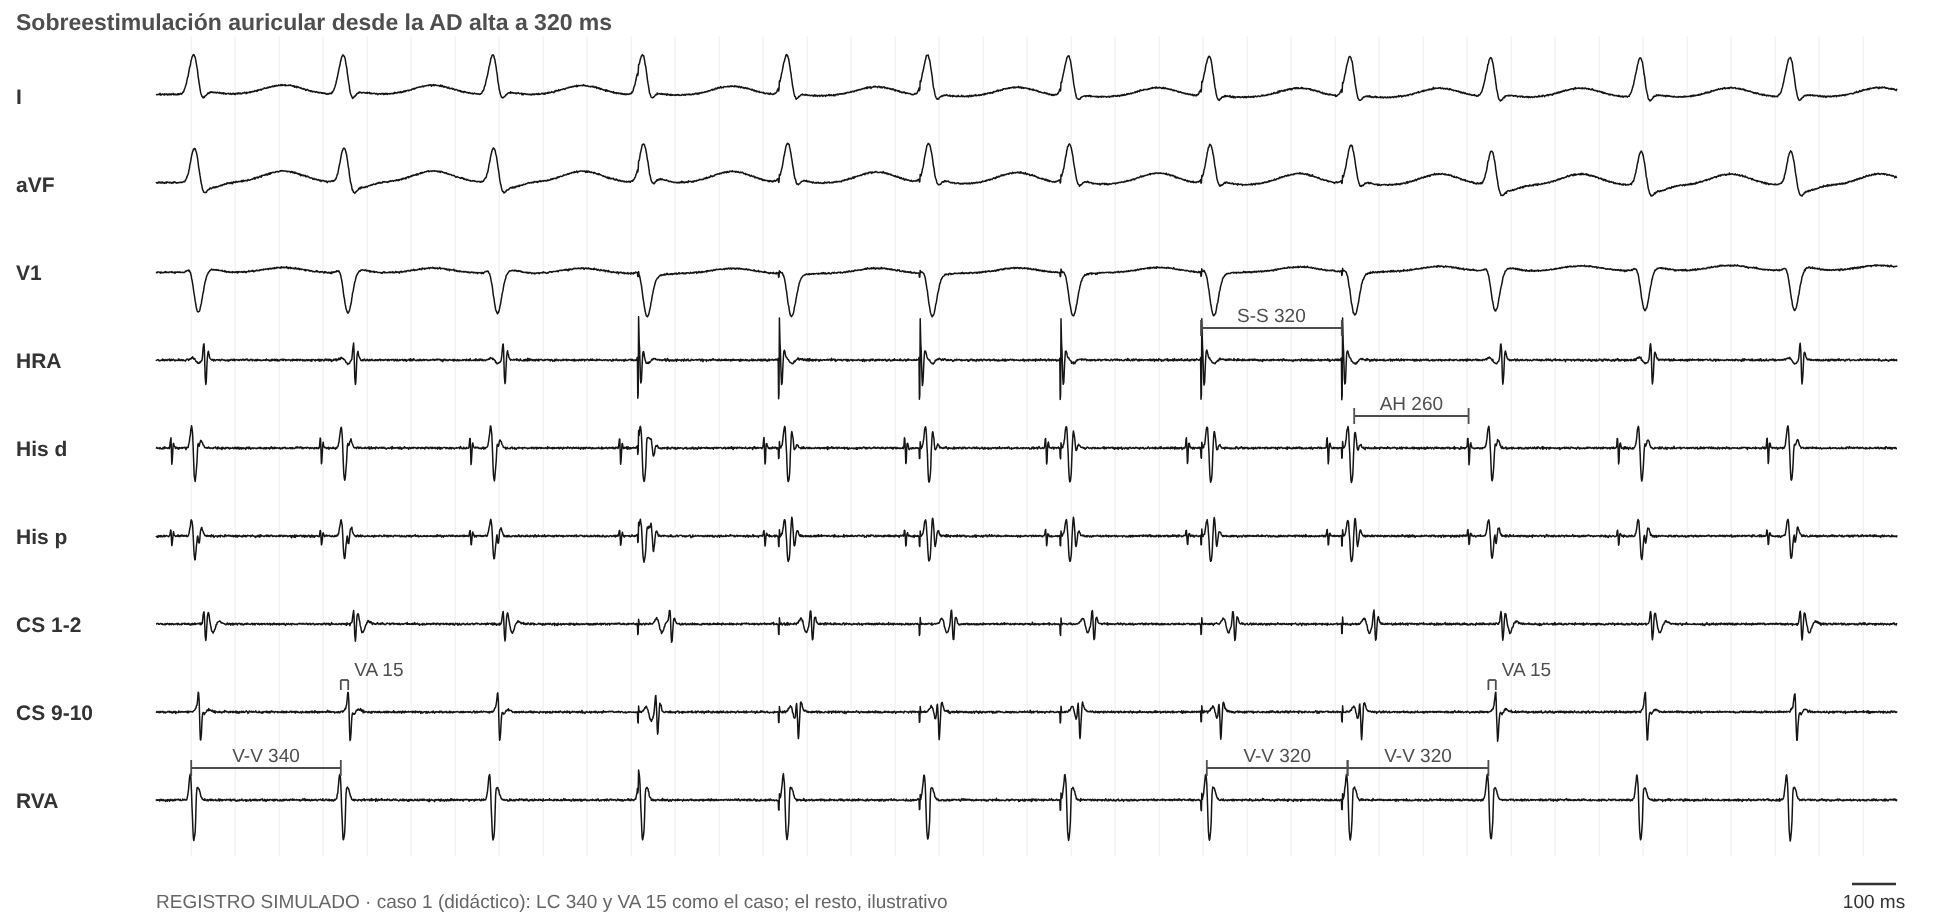 Sobreestimulación auricular desde la AD alta a 320 ms
I
aVF
V1
S-S 320
HRA
AH 260
His d
His p
CS 1-2
VA 15
VA 15
CS 9-10
V-V 340
V-V 320
V-V 320
RVA
REGISTRO SIMULADO · caso 1 (didáctico): LC 340 y VA 15 como el caso; el resto, ilustrativo
100 ms